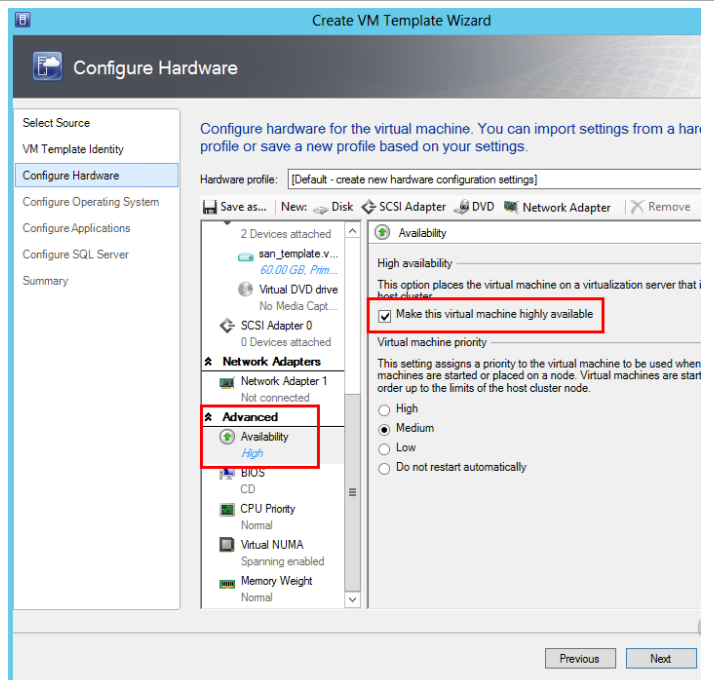 Create VM Template Wizard
Configure Hardware
Select Source
VM Template Identity
Configure Hardware
Configure Operating System
Configure Applications
Configure SQL Server
Summary
Configure hardware for the virtual machine. You can import settings from a har
profile or save a new profile based on your settings.
Hardware profile: [Default - create new hardware configuration settings]
Save as... New: Disk SCSI Adapter DVD Network Adapter Remove
2 Devices attached
san_template.v...
60.00 GB, Prim...
Virtual DVD drive
No Media Capt...
SCSI Adapter 0
0 Devices attached
Network Adapters
Network Adapter 1
Not connected
Advanced
Availability
High
BIOS
CD
CPU Priority
Normal
Virtual NUMA
Spanning enabled
Memory Weight
Normal
Availability
High availability
This option places the virtual machine on a virtualization server that i
host cluster.
Make this virtual machine highly available
Virtual machine priority
This setting assigns a priority to the virtual machine to be used when
machines are started or placed on a node. Virtual machines are start
order up to the limits of the host cluster node.
High
Medium
Low
Do not restart automatically
Previous Next